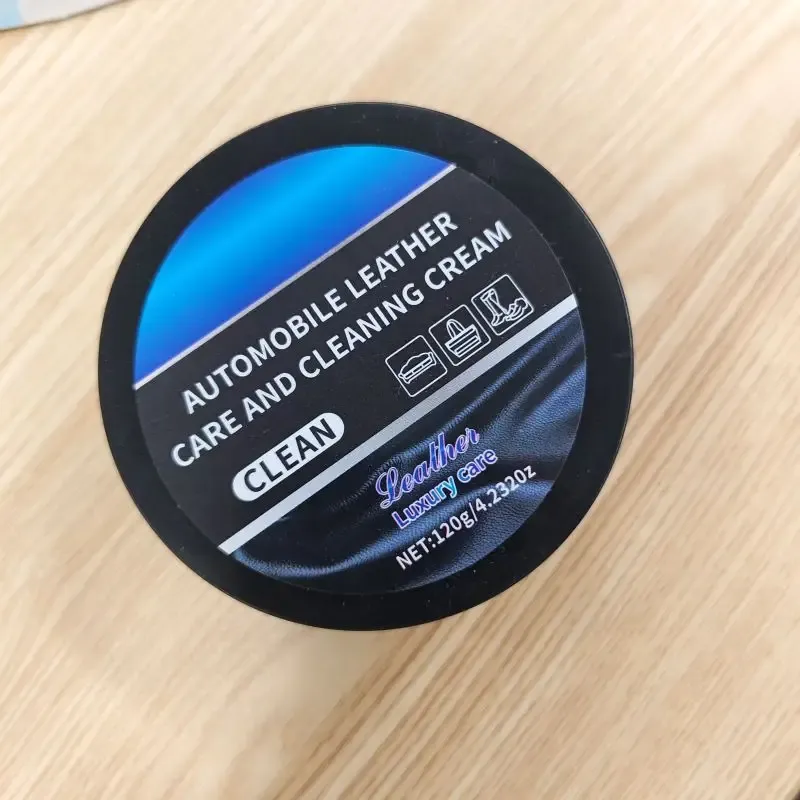 AUTOMOBILE LEATHER
CARE AND CLEANING CREAM
CLEAN
Leather
Luxury care
NET:120g/4.232oz